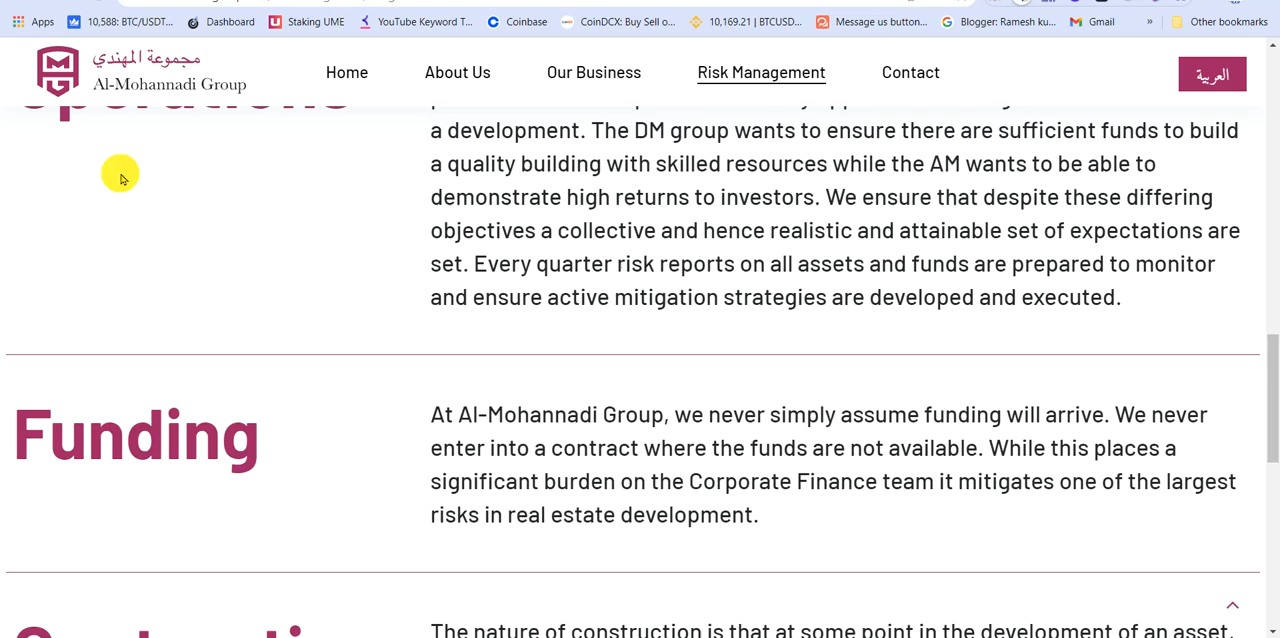 Apps
10,588: BTC/USDT...
Dashboard
Staking UME
YouTube Keyword T...
Coinbase
CoinDCX: Buy Sell o...
10,169.21 | BTCUSD...
Message us button...
Blogger: Ramesh ku...
Gmail
»
Other bookmarks
مجموعة المهندي
Al-Mohannadi Group
Home
About Us
Our Business
Risk Management
Contact
العربية
a development. The DM group wants to ensure there are sufficient funds to build
a quality building with skilled resources while the AM wants to be able to
demonstrate high returns to investors. We ensure that despite these differing
objectives a collective and hence realistic and attainable set of expectations are
set. Every quarter risk reports on all assets and funds are prepared to monitor
and ensure active mitigation strategies are developed and executed.
Funding
At Al-Mohannadi Group, we never simply assume funding will arrive. We never
enter into a contract where the funds are not available. While this places a
significant burden on the Corporate Finance team it mitigates one of the largest
risks in real estate development.
The nature of construction is that at some point in the development of an asset,